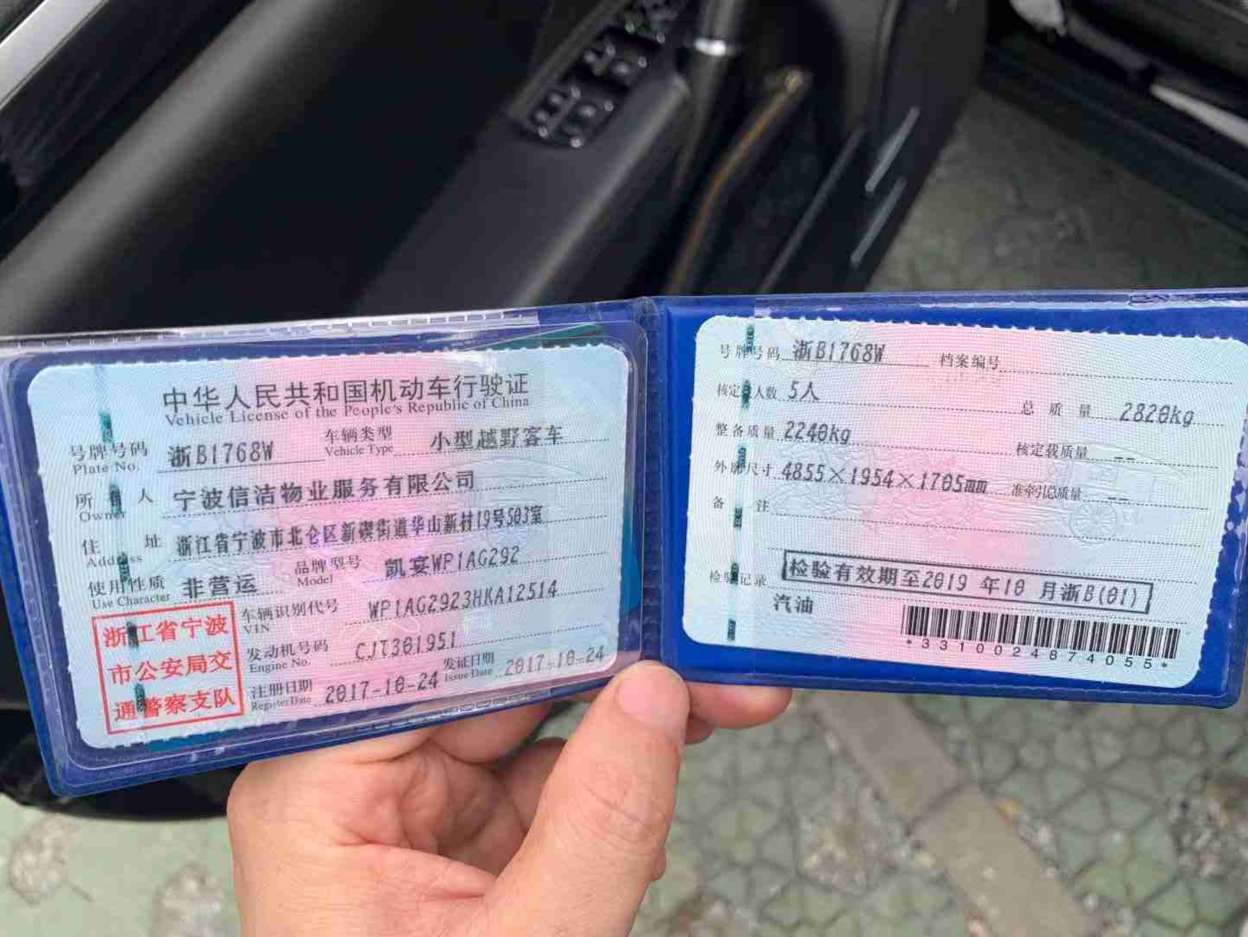 中华人民共和国机动车行驶证
Vehicle License of the People's Republic of China
号牌号码 浙B1768W 车辆类型 小型越野客车
Plate No. Vehicle Type
所有人 宁波信洁物业服务有限公司
Owner
住址 浙江省宁波市北仑区新碶街道华山新村19号503室
Address
使用性质 非营运 品牌型号 凯宴WP1AG292
Use Character Model
浙江省宁波
市公安局交
通警察支队
车辆识别代号 WP1AG2923HKA12514
VIN
发动机号码 CJT301951
Engine No.
注册日期 2017-10-24 发证日期 2017-10-24
Register Date Issue Date
号牌号码 浙B1768W 档案编号
核定人数 5人 总质量 2820kg
整备质量 2240kg 核定载质量 --
外廓尺寸 4855×1954×1705mm 准牵引总质量 --
备注
检验记录 检验有效期至2019年10月浙B(01)
汽油
*3310024874055*